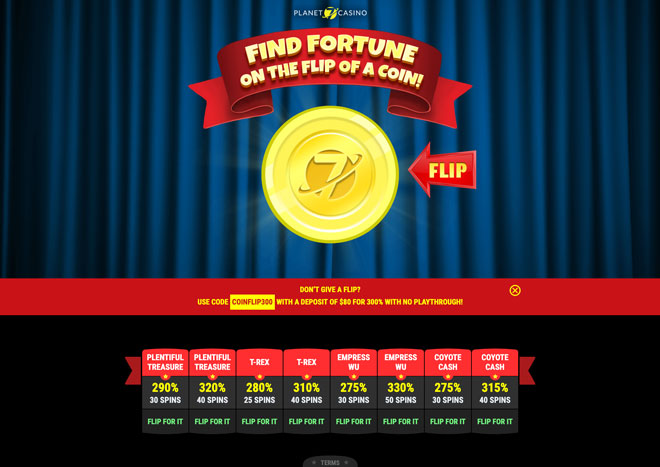 PLANET 7 CASINO
FIND FORTUNE
ON THE FLIP OF A COIN!
7
FLIP
DON'T GIVE A FLIP?
USE CODE COINFLIP300 WITH A DEPOSIT OF $80 FOR 300% WITH NO PLAYTHROUGH!
PLENTIFUL TREASURE
290%
30 SPINS
FLIP FOR IT
PLENTIFUL TREASURE
320%
40 SPINS
FLIP FOR IT
T-REX
280%
25 SPINS
FLIP FOR IT
T-REX
310%
40 SPINS
FLIP FOR IT
EMPRESS WU
275%
30 SPINS
FLIP FOR IT
EMPRESS WU
330%
50 SPINS
FLIP FOR IT
COYOTE CASH
275%
30 SPINS
FLIP FOR IT
COYOTE CASH
315%
40 SPINS
FLIP FOR IT
TERMS